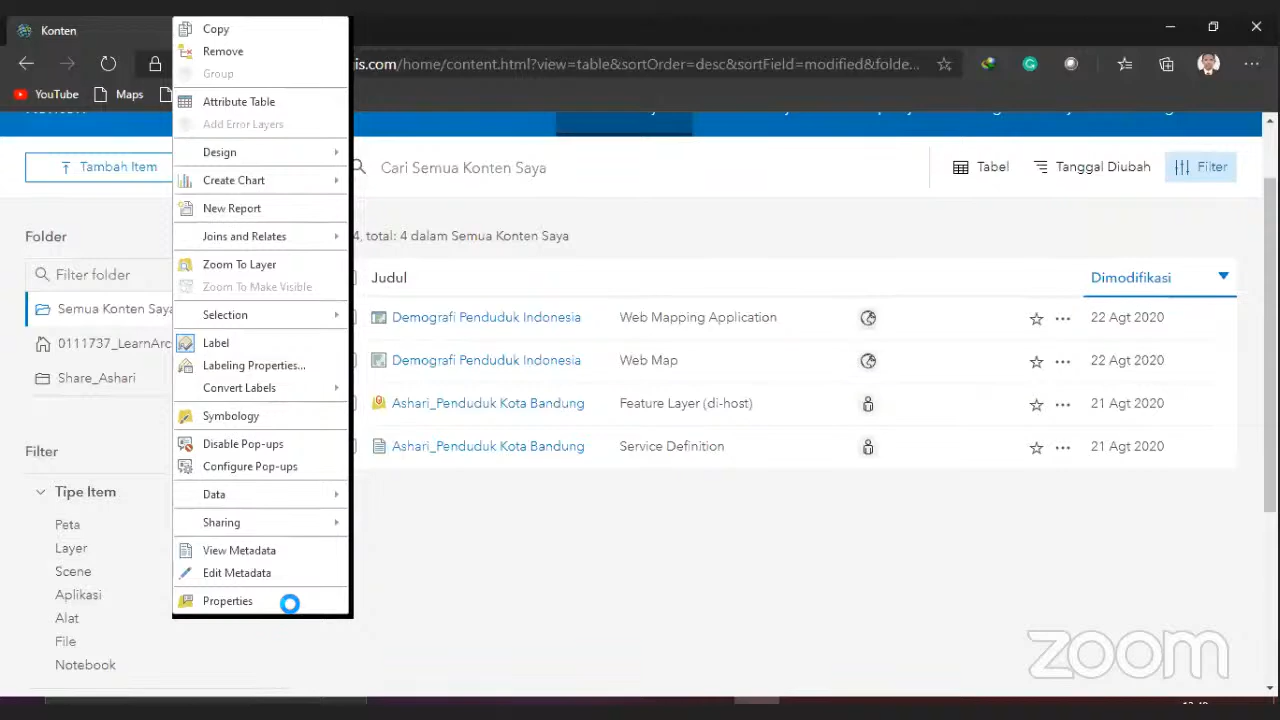 Konten
is.com/home/content.html?view=table&sortOrder=desc&sortField=modified&folde...
YouTube
Maps
Copy
Remove
Group
Attribute Table
Add Error Layers
Design
Create Chart
New Report
Joins and Relates
Zoom To Layer
Zoom To Make Visible
Selection
Label
Labeling Properties...
Convert Labels
Symbology
Disable Pop-ups
Configure Pop-ups
Data
Sharing
View Metadata
Edit Metadata
Properties
Tambah Item
Cari Semua Konten Saya
Tabel
Tanggal Diubah
Filter
Folder
Filter folder
Semua Konten Saya
0111737_LearnArc
Share_Ashari
Filter
Tipe Item
Peta
Layer
Scene
Aplikasi
Alat
File
Notebook
4, total: 4 dalam Semua Konten Saya
Judul
Dimodifikasi
Demografi Penduduk Indonesia Web Mapping Application 22 Agt 2020
Demografi Penduduk Indonesia Web Map 22 Agt 2020
Ashari_Penduduk Kota Bandung Feature Layer (di-host) 21 Agt 2020
Ashari_Penduduk Kota Bandung Service Definition 21 Agt 2020
zoom